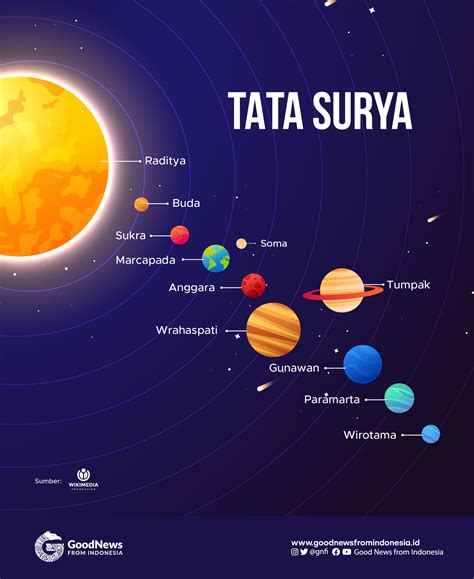 TATA SURYA
Raditya
Buda
Sukra
Soma
Marcapada
Anggara
Tumpak
Wrahaspati
Gunawan
Paramarta
Wirotama
Sumber:
WIKIMEDIA
FOUNDATION
GoodNews
FROM INDONESIA
www.goodnewsfromindonesia.id
@gnfi Good News from Indonesia